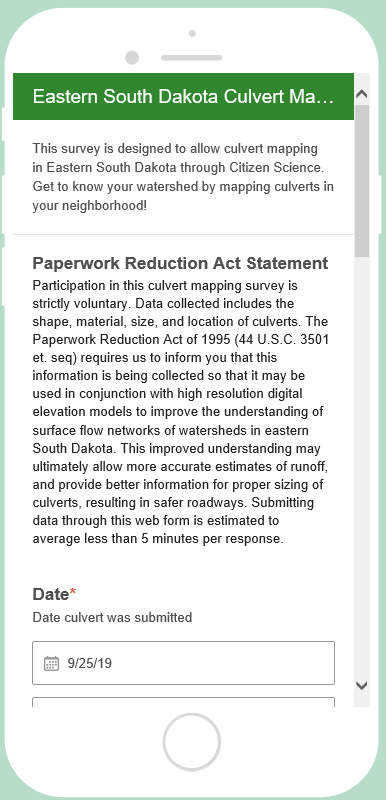 Eastern South Dakota Culvert Ma...
This survey is designed to allow culvert mapping
in Eastern South Dakota through Citizen Science.
Get to know your watershed by mapping culverts in
your neighborhood!
Paperwork Reduction Act Statement
Participation in this culvert mapping survey is
strictly voluntary. Data collected includes the
shape, material, size, and location of culverts. The
Paperwork Reduction Act of 1995 (44 U.S.C. 3501
et. seq) requires us to inform you that this
information is being collected so that it may be
used in conjunction with high resolution digital
elevation models to improve the understanding of
surface flow networks of watersheds in eastern
South Dakota. This improved understanding may
ultimately allow more accurate estimates of runoff,
and provide better information for proper sizing of
culverts, resulting in safer roadways. Submitting
data through this web form is estimated to
average less than 5 minutes per response.
Date*
Date culvert was submitted
9/25/19